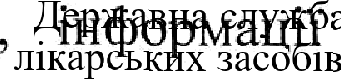 Державна служба
, інформації
лікарських засобів